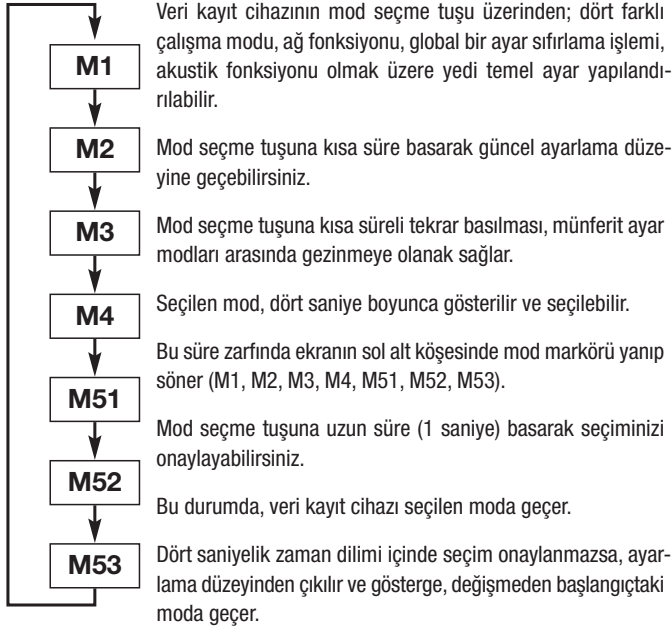 Veri kayıt cihazının mod seçme tuşu üzerinden; dört farklı
çalışma modu, ağ fonksiyonu, global bir ayar sıfırlama işlemi,
akustik fonksiyonu olmak üzere yedi temel ayar yapılandı-
rılabilir.
M1
M2
Mod seçme tuşuna kısa süre basarak güncel ayarlama düze-
yine geçebilirsiniz.
M3
Mod seçme tuşuna kısa süreli tekrar basılması, münferit ayar
modları arasında gezinmeye olanak sağlar.
M4
Seçilen mod, dört saniye boyunca gösterilir ve seçilebilir.
Bu süre zarfında ekranın sol alt köşesinde mod markörü yanıp
söner (M1, M2, M3, M4, M51, M52, M53).
M51
Mod seçme tuşuna uzun süre (1 saniye) basarak seçiminizi
onaylayabilirsiniz.
M52
Bu durumda, veri kayıt cihazı seçilen moda geçer.
M53
Dört saniyelik zaman dilimi içinde seçim onaylanmazsa, ayar-
lama düzeyinden çıkılır ve gösterge, değişmeden başlangıçtaki
moda geçer.